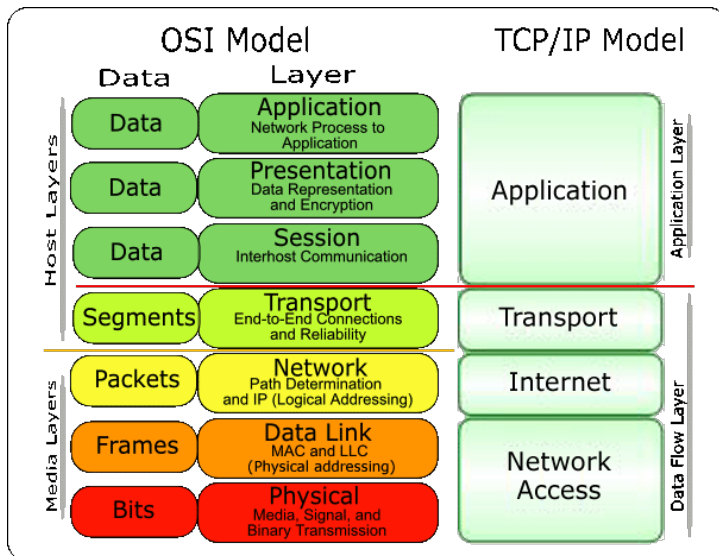 OSI Model
TCP/IP Model
Data
Layer
Host Layers
Data
Application
Network Process to
Application
Data
Presentation
Data Representation
and Encryption
Data
Session
Interhost Communication
Segments
Transport
End-to-End Connections
and Reliability
Media Layers
Packets
Network
Path Determination
and IP (Logical Addressing)
Frames
Data Link
MAC and LLC
(Physical addressing)
Bits
Physical
Media, Signal, and
Binary Transmission
Application
Application Layer
Transport
Internet
Network
Access
Data Flow Layer